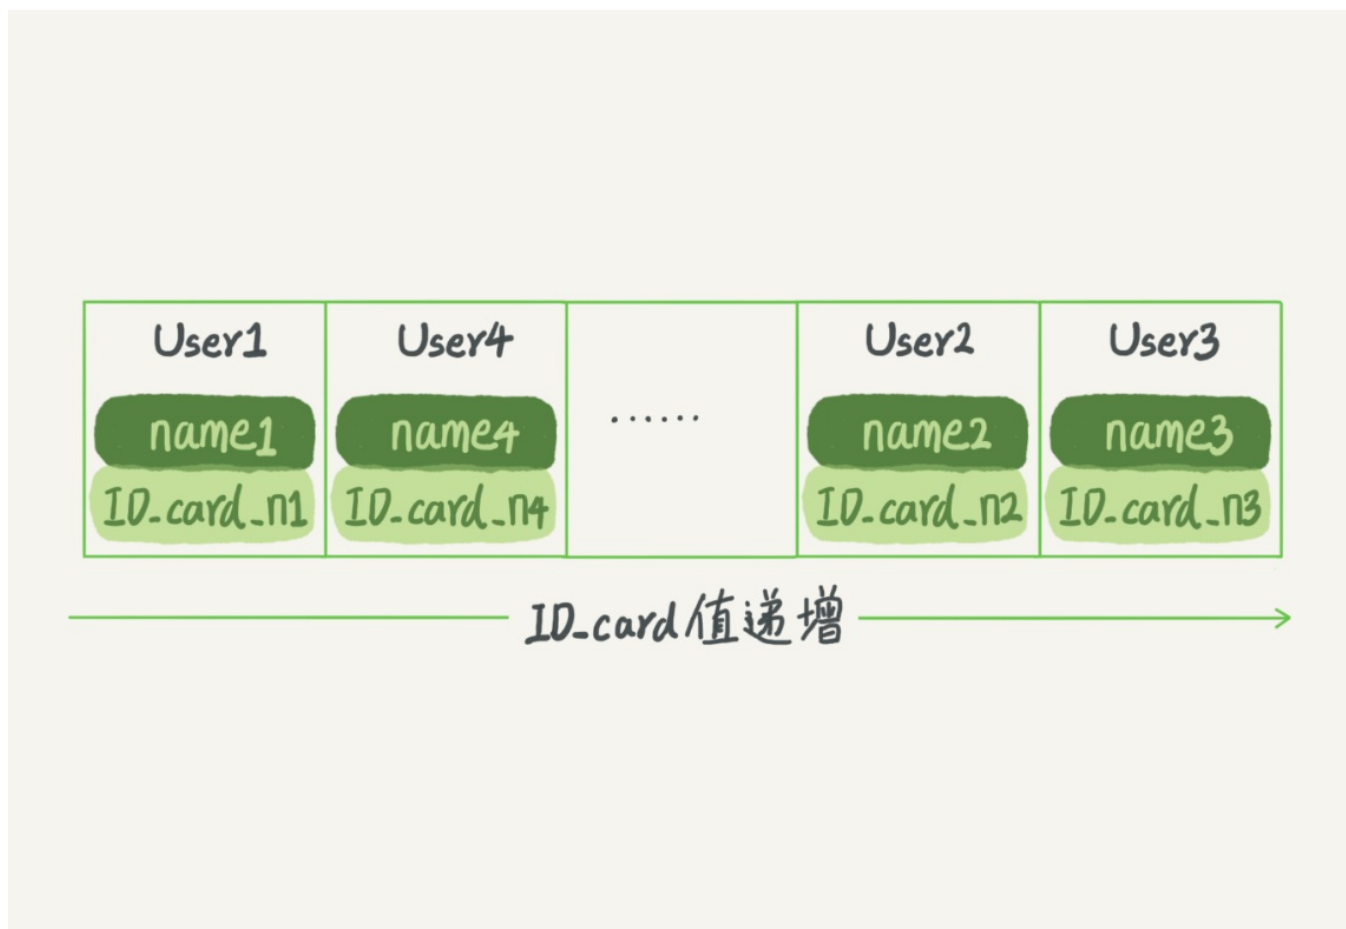 User1 User4 User2 User3
name1 name4 ...... name2 name3
ID_card_n1 ID_card_n4 ID_card_n2 ID_card_n3
ID_card值递增